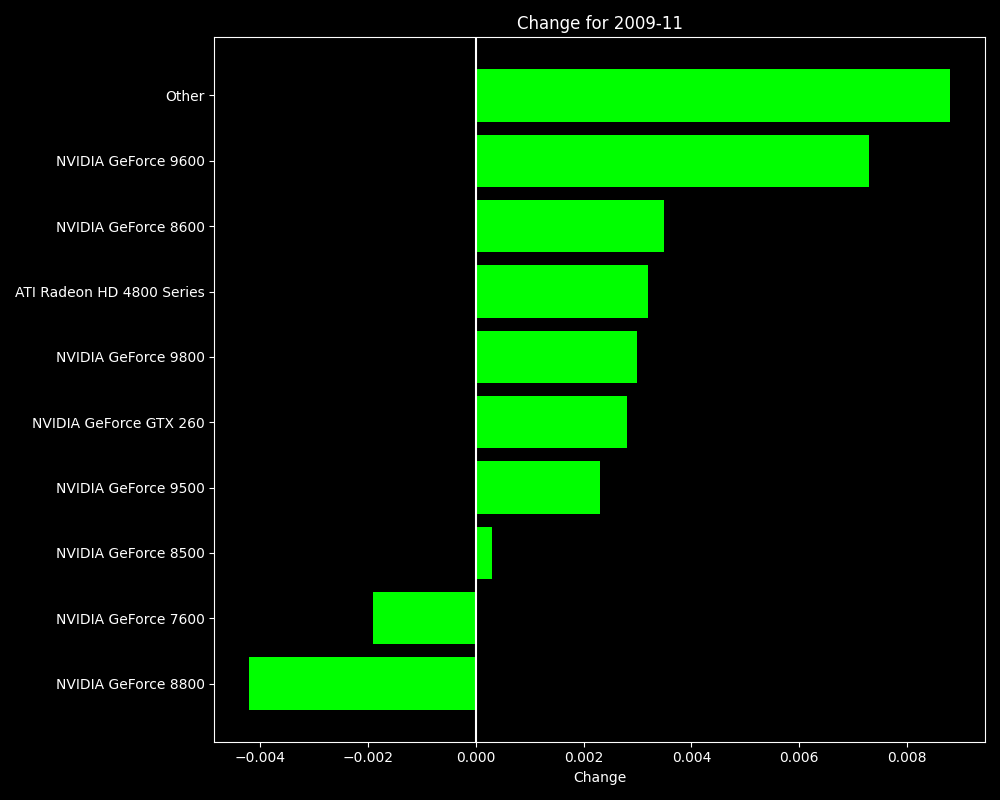 Change for 2009-11
Other
NVIDIA GeForce 9600
NVIDIA GeForce 8600
ATI Radeon HD 4800 Series
NVIDIA GeForce 9800
NVIDIA GeForce GTX 260
NVIDIA GeForce 9500
NVIDIA GeForce 8500
NVIDIA GeForce 7600
NVIDIA GeForce 8800
−0.004 −0.002 0.000 0.002 0.004 0.006 0.008
Change